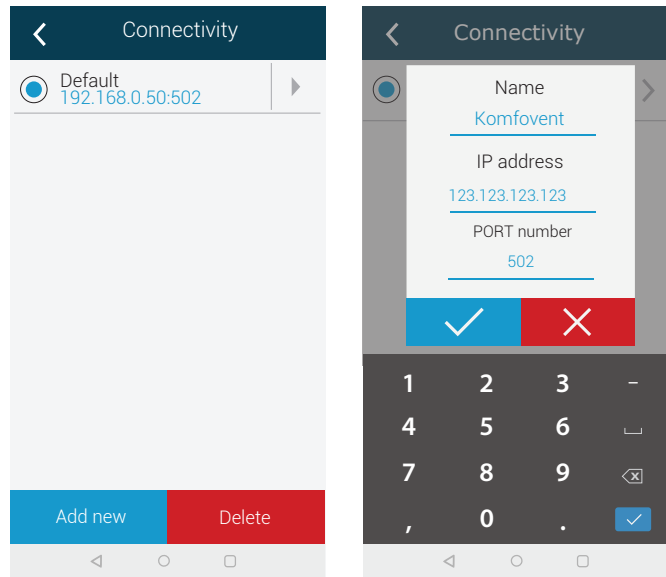 Connectivity
Default
192.168.0.50:502
Add new
Delete
Connectivity
Name
Komfovent
IP address
123.123.123.123
PORT number
502
1 2 3 -
4 5 6
7 8 9
, 0 .